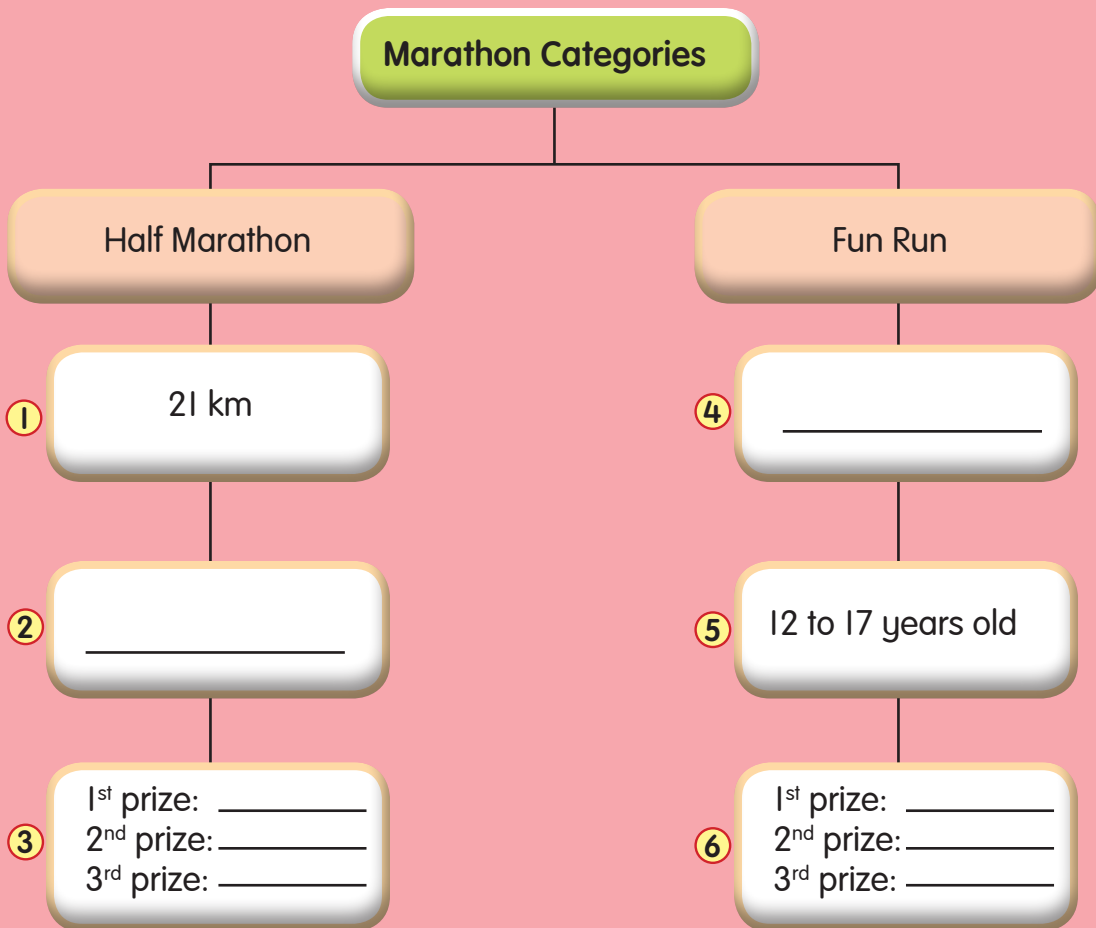 Marathon Categories
Half Marathon
Fun Run
1
21 km
4
2
5
12 to 17 years old
3
1st prize:
2nd prize:
3rd prize:
6
1st prize:
2nd prize:
3rd prize: